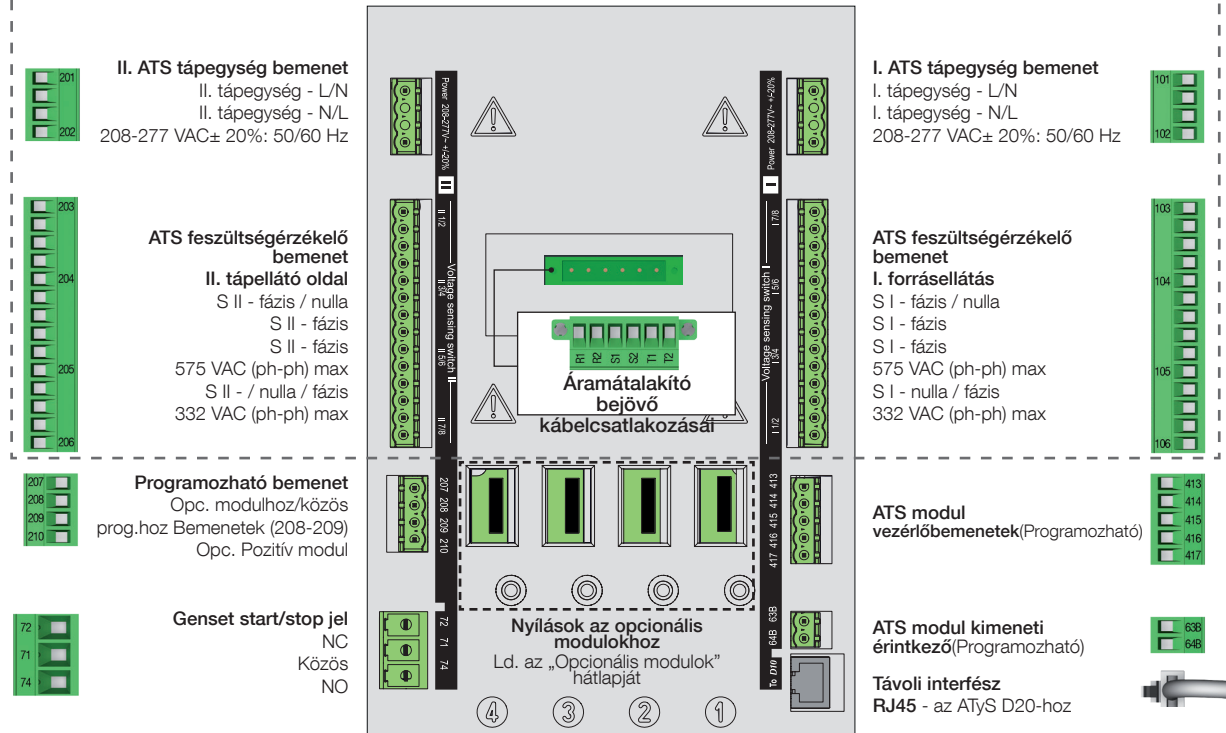 201
202
II. ATS tápegység bemenet
II. tápegység - L/N
II. tápegység - N/L
208-277 VAC± 20%: 50/60 Hz
203
204
205
206
ATS feszültségérzékelő
bemenet
II. tápellátó oldal
S II - fázis / nulla
S II - fázis
S II - fázis
575 VAC (ph-ph) max
S II - / nulla / fázis
332 VAC (ph-ph) max
207
208
209
210
Programozható bemenet
Opc. modulhoz/közös
prog.hoz Bemenetek (208-209)
Opc. Pozitív modul
72
71
74
Genset start/stop jel
NC
Közös
NO
Power 208-277V~ +/-20%
II
II 1/2
II 3/4
II 5/6
II 7/8
Voltage sensing switch II
207 208 209 210
72 71 74
R1 R2 S1 S2 T1 T2
Áramátalakító
bejövő
kábelcsatlakozásai
Nyílások az opcionális
modulokhoz
Ld. az „Opcionális modulok”
hátlapját
4 3 2 1
Power 208-277V~ +/-20%
I
I 7/8
I 5/6
I 3/4
I 1/2
Voltage sensing switch I
417 416 415 414 413
64B 63B
To D10
I. ATS tápegység bemenet
I. tápegység - L/N
I. tápegység - N/L
208-277 VAC± 20%: 50/60 Hz
101
102
ATS feszültségérzékelő
bemenet
I. forrásellátás
S I - fázis / nulla
S I - fázis
S I - fázis
575 VAC (ph-ph) max
S I - nulla / fázis
332 VAC (ph-ph) max
103
104
105
106
ATS modul
vezérlőbemenetek(Programozható)
413
414
415
416
417
ATS modul kimeneti
érintkező(Programozható)
63B
64B
Távoli interfész
RJ45 - az ATyS D20-hoz